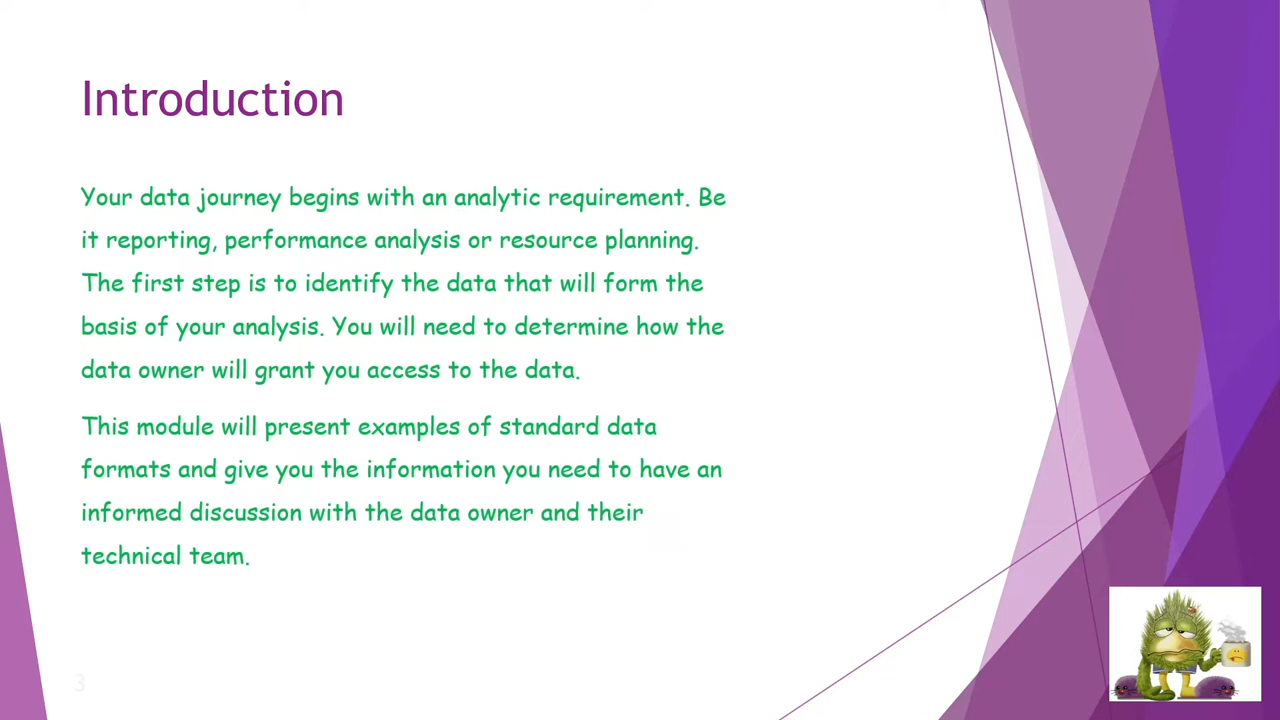 Introduction
Your data journey begins with an analytic requirement. Be
it reporting, performance analysis or resource planning.
The first step is to identify the data that will form the
basis of your analysis. You will need to determine how the
data owner will grant you access to the data.
This module will present examples of standard data
formats and give you the information you need to have an
informed discussion with the data owner and their
technical team.
3